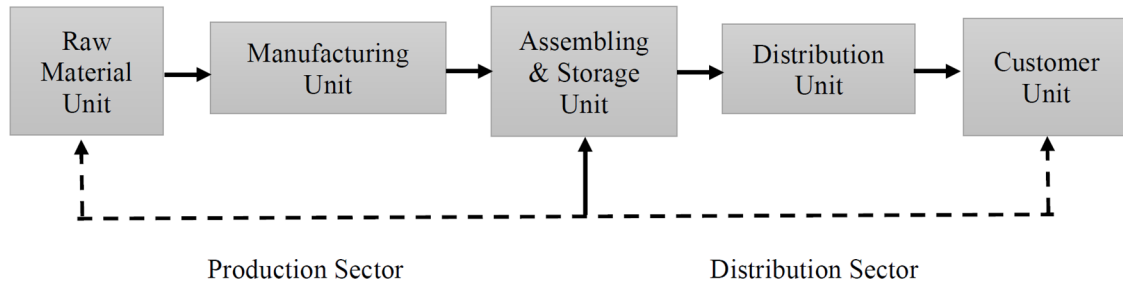 Raw
Material
Unit
Manufacturing
Unit
Assembling
& Storage
Unit
Distribution
Unit
Customer
Unit
Production Sector
Distribution Sector